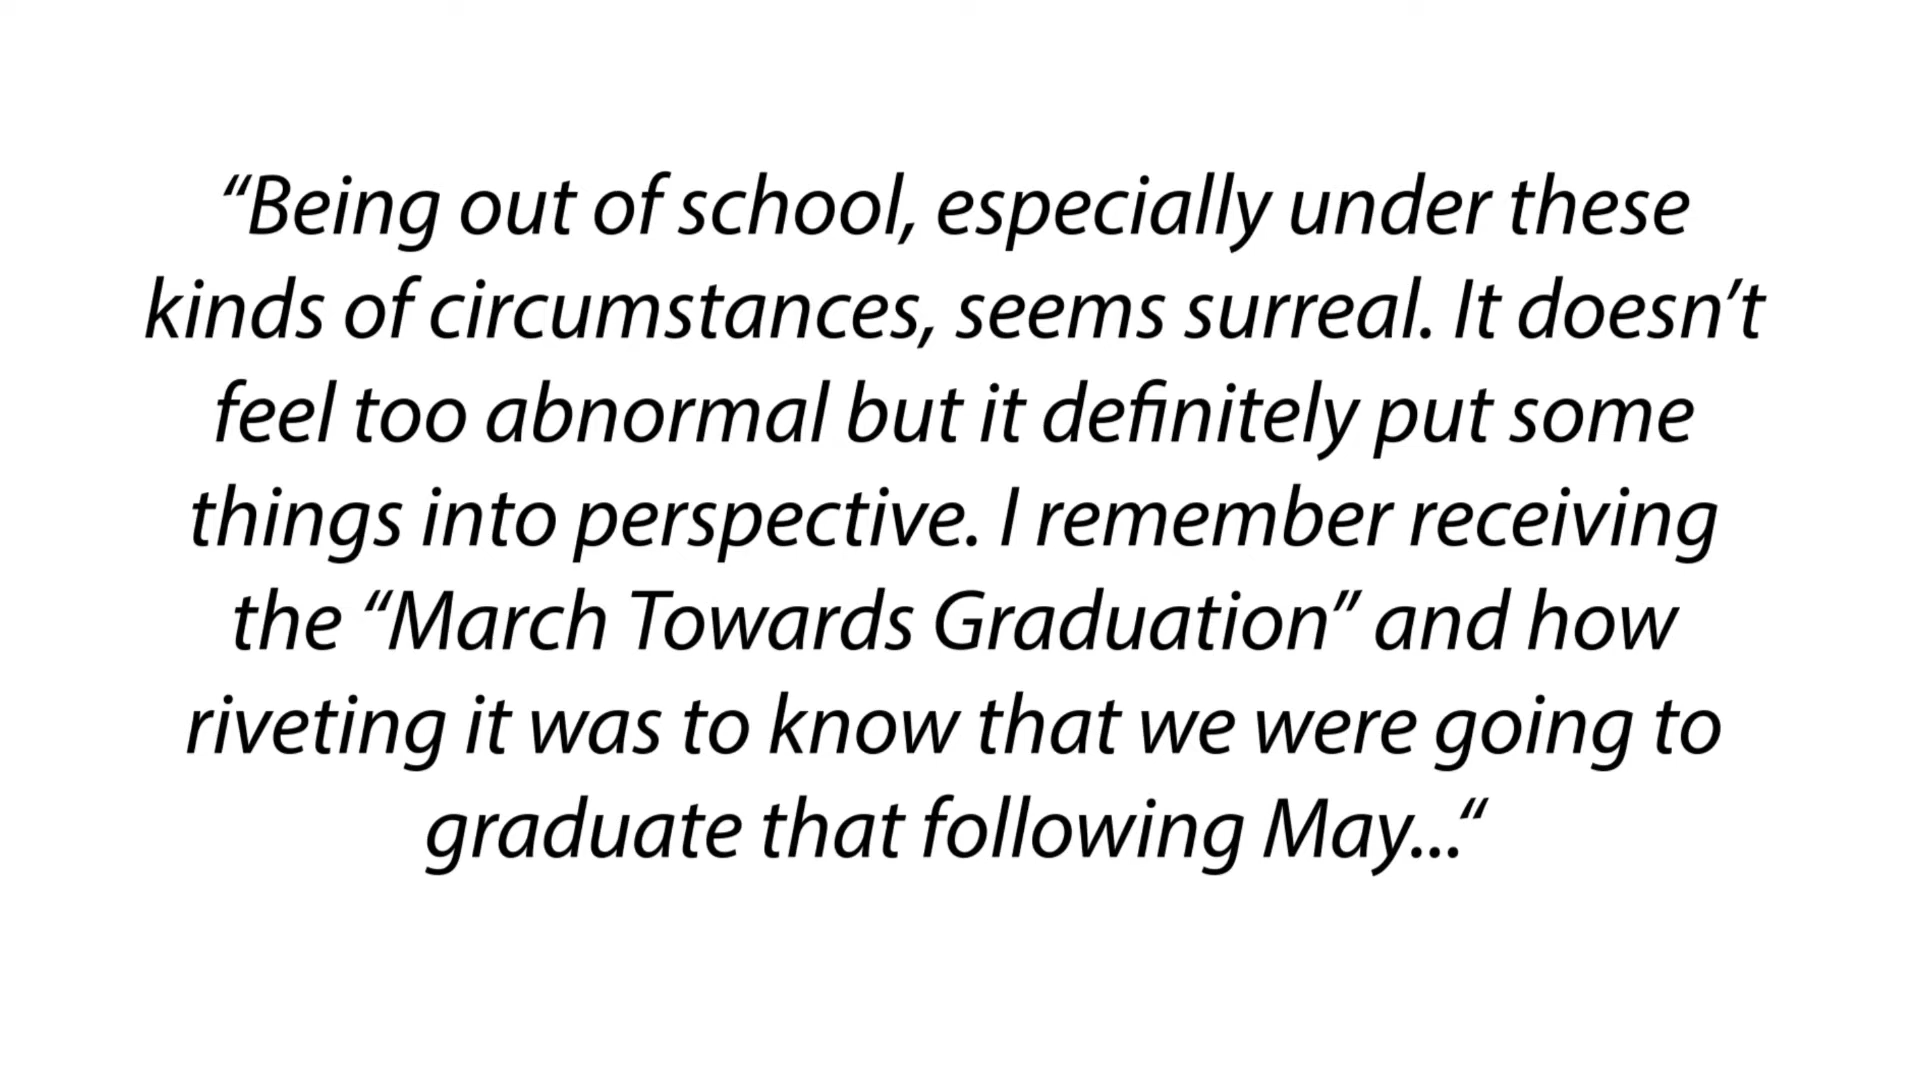 “Being out of school, especially under these
kinds of circumstances, seems surreal. It doesn’t
feel too abnormal but it definitely put some
things into perspective. I remember receiving
the “March Towards Graduation” and how
riveting it was to know that we were going to
graduate that following May...“